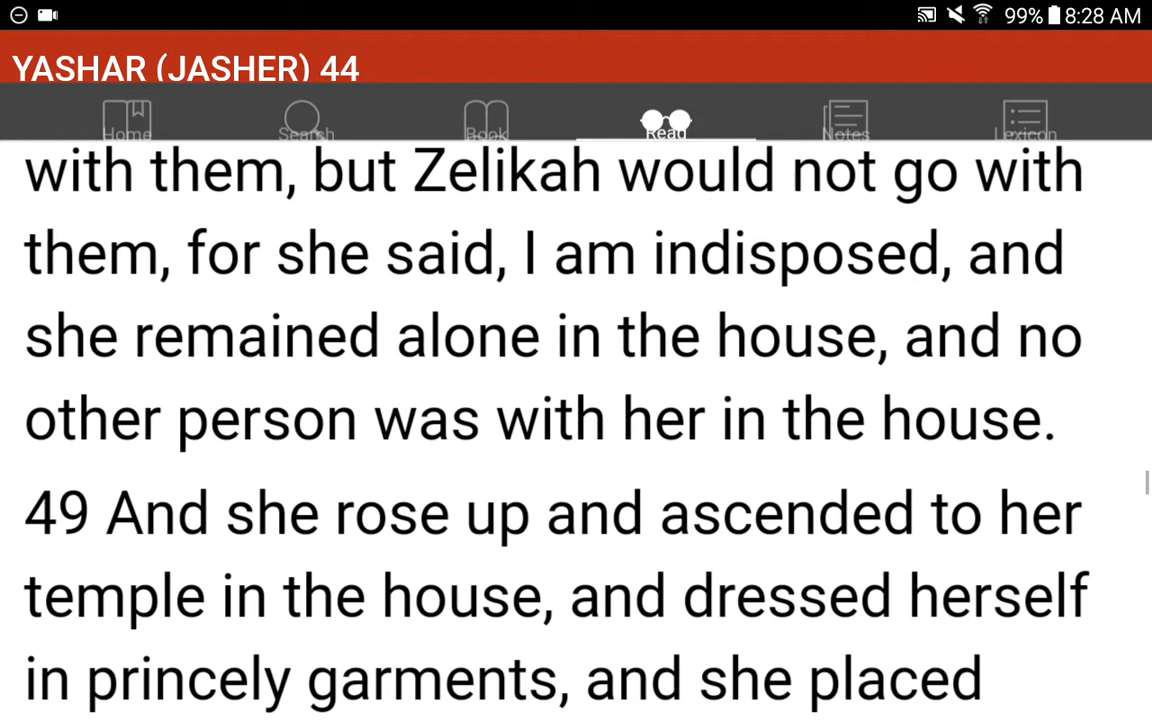 99% 8:28 AM
YASHAR (JASHER) 44
Home Search Book Read Notes Lexicon
with them, but Zelikah would not go with
them, for she said, I am indisposed, and
she remained alone in the house, and no
other person was with her in the house.
49 And she rose up and ascended to her
temple in the house, and dressed herself
in princely garments, and she placed